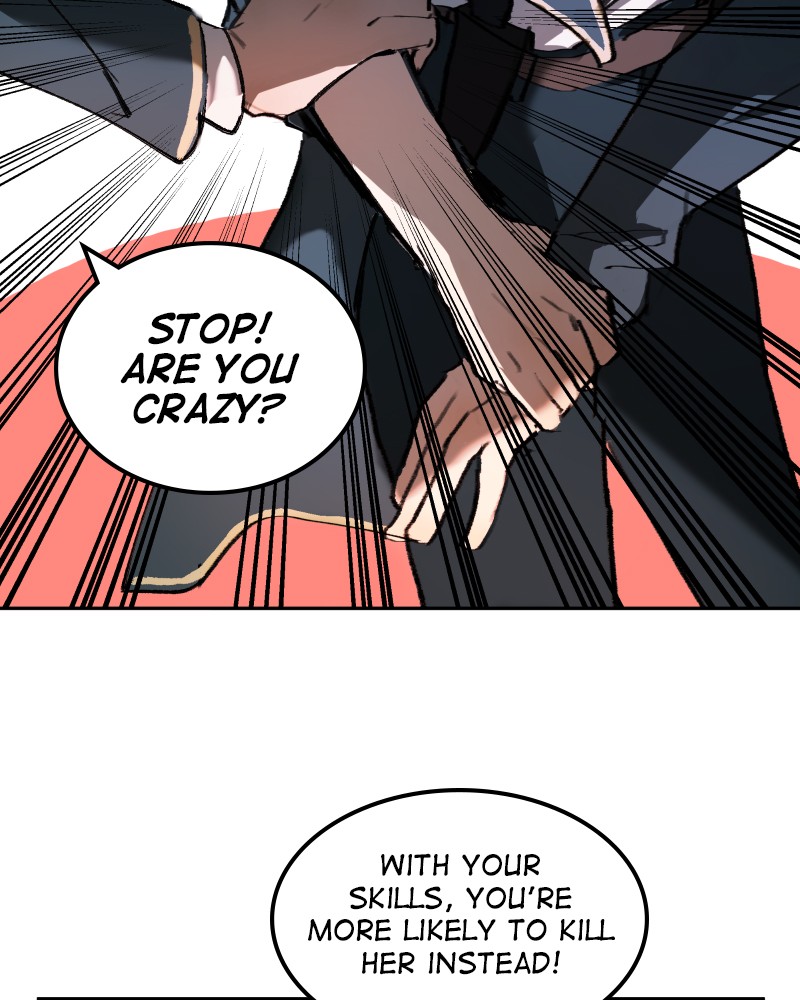 STOP!
ARE YOU
CRAZY?
WITH YOUR
SKILLS, YOU'RE
MORE LIKELY TO KILL
HER INSTEAD!